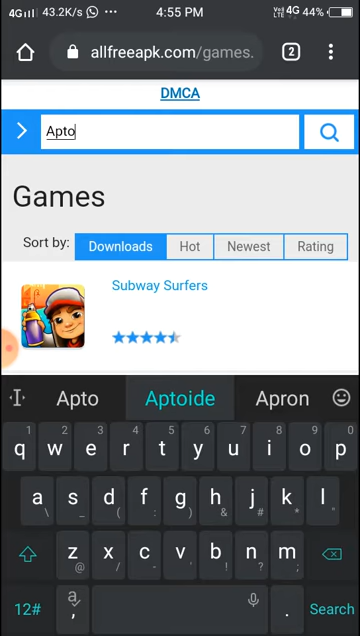 4G 43.2K/s ... 4:55 PM VoLTE 4G 44%
allfreeapk.com/games. 2
DMCA
Apto
Games
Sort by: Downloads Hot Newest Rating
Subway Surfers
Apto Aptoide Apron
1 2 3 4 5 6 7 8 9 0
q w e r t y u i o p
a s d f g h j k l
\ _ ( : & # * "
z x c v b n m
@ / - ' ! ; 
12# a , . Search